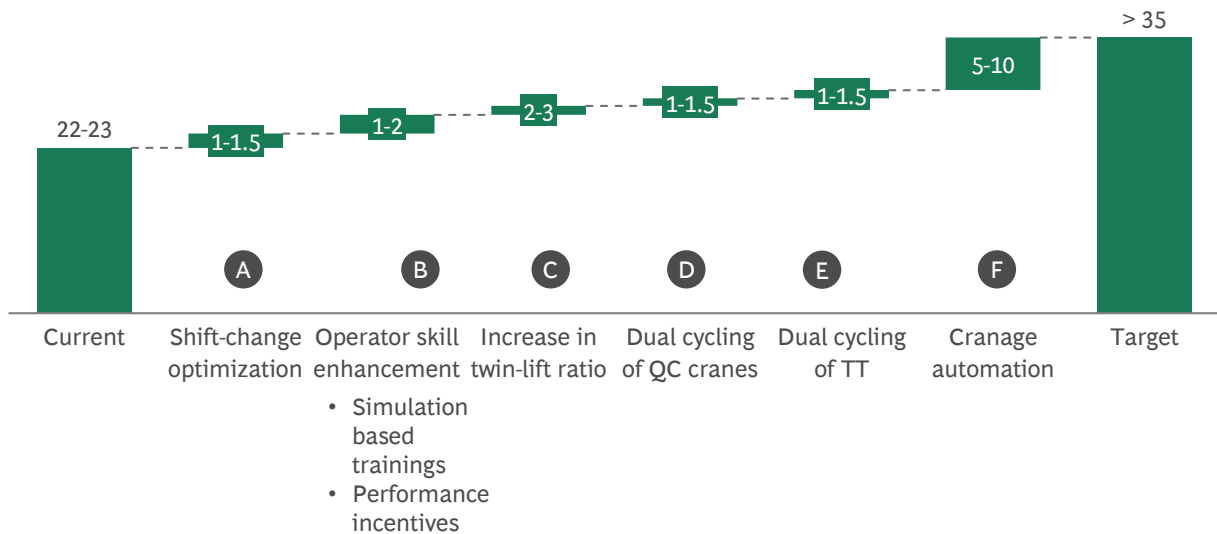 > 35
5-10
1-1.5
1-1.5
2-3
1-2
22-23
1-1.5
A
B
C
D
E
F
Current
Shift-change
optimization
Operator skill
enhancement
• Simulation
based
trainings
• Performance
incentives
Increase in
twin-lift ratio
Dual cycling
of QC cranes
Dual cycling
of TT
Cranage
automation
Target